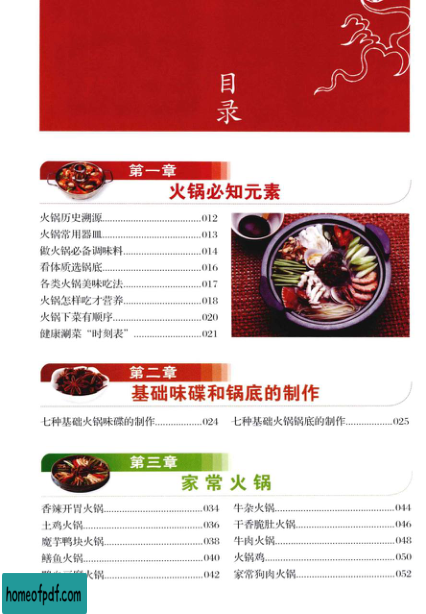 目
录
第一章
火锅必知元素
火锅历史溯源......................................012
火锅常用器皿......................................013
做火锅必备调味料..............................014
看体质选锅底......................................016
各类火锅美味吃法..............................017
火锅怎样吃才营养..............................018
火锅下菜有顺序..................................020
健康涮菜“时刻表”..........................021
第二章
基础味碟和锅底的制作
七种基础火锅味碟的制作..................024
七种基础火锅锅底的制作..................025
第三章
家常火锅
香辣开胃火锅......................................034
土鸡火锅..............................................036
魔芋鸭块火锅......................................038
鳝鱼火锅..............................................040
火锅..............................................042
牛杂火锅..............................................044
干香脆肚火锅......................................046
牛肉火锅..............................................048
火锅鸡..................................................050
家常狗肉火锅......................................052
homeofpdf.com